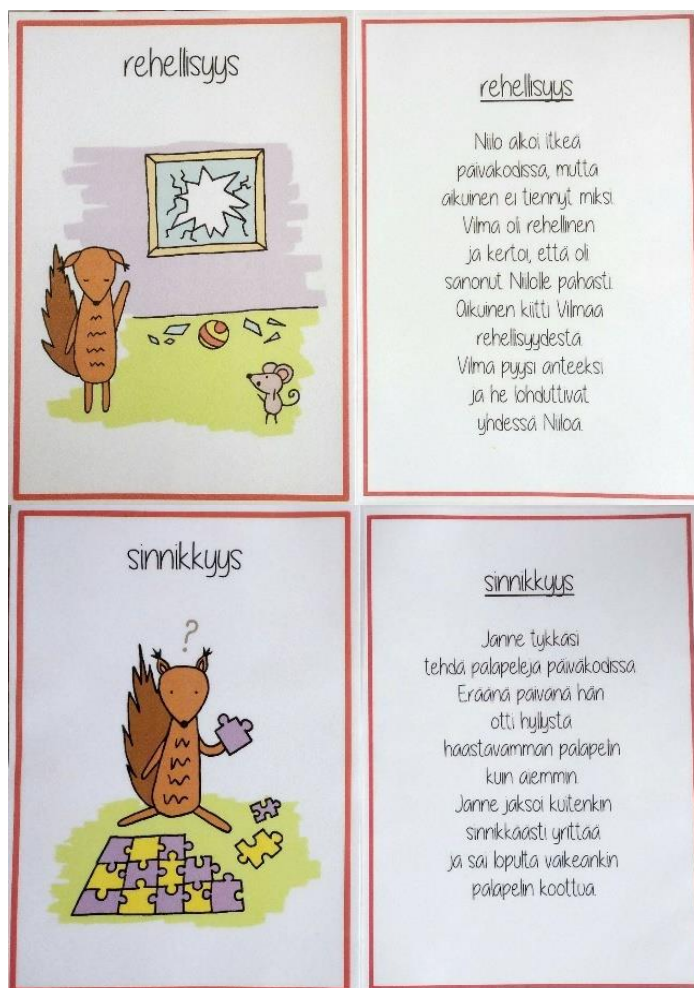 rehellisyys
rehellisyys
Niilo alkoi itkeä
päiväkodissa, mutta
aikuinen ei tiennyt miksi.
Vilma oli rehellinen
ja kertoi, että oli
sanonut Niilolle pahasti.
Aikuinen kiitti Vilmaa
rehellisyydestä.
Vilma pyysi anteeksi
ja he lohduttivat
yhdessä Niiloa.
sinnikkyys
?
sinnikkyys
Janne tykkäsi
tehdä palapelejä päiväkodissa.
Eräänä päivänä hän
otti hyllystä
haastavamman palapelin
kuin aiemmin.
Janne jaksoi kuitenkin
sinnikkäästi yrittää
ja sai lopulta vaikeankin
palapelin koottua.